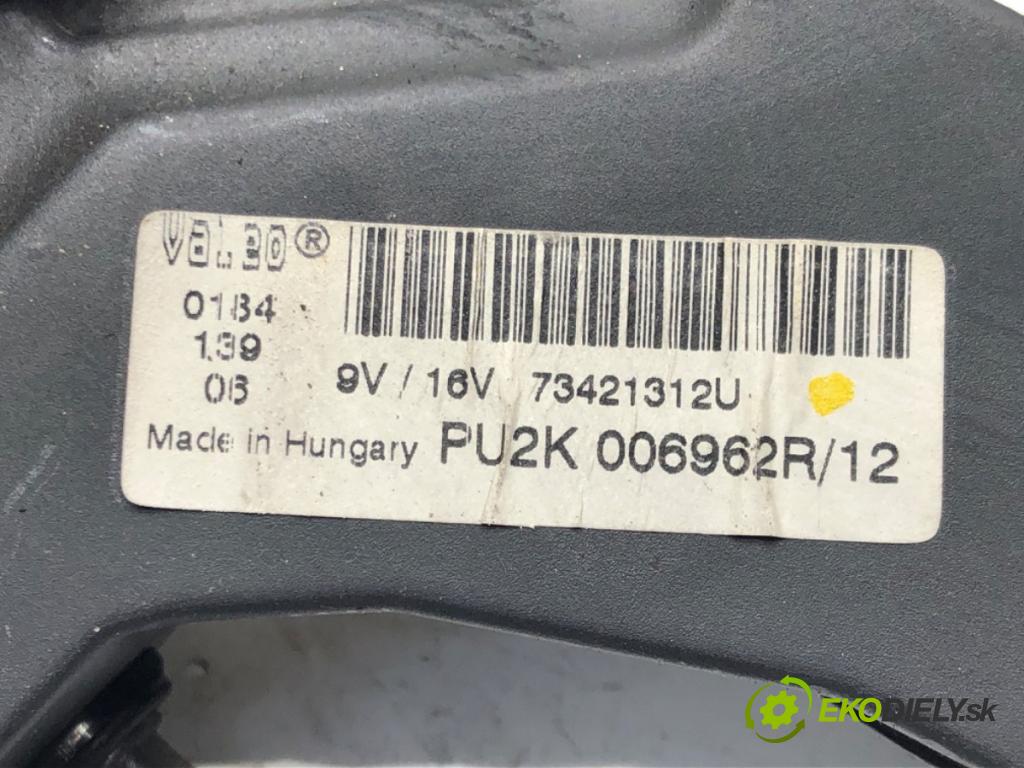 Valeo®
0184
139
06
9V / 16V 73421312U
Made in Hungary PU2K 006962R/12
EKODIELY.sk